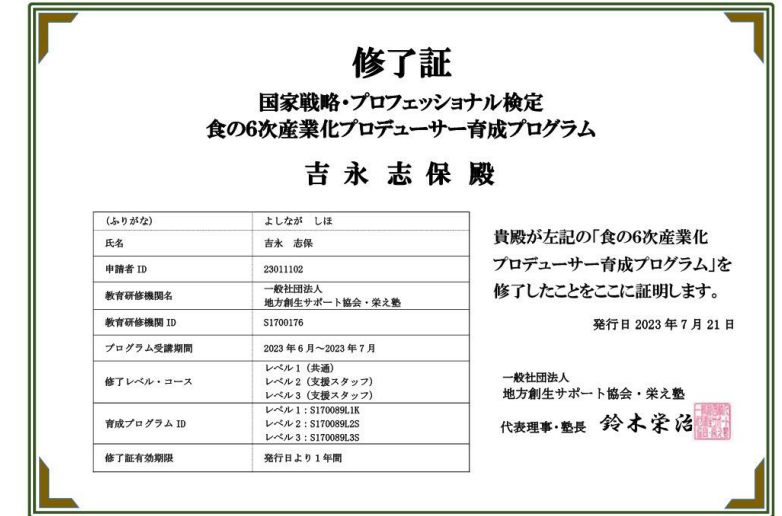 修了証
国家戦略・プロフェッショナル検定
食の6次産業化プロデューサー育成プログラム
吉永志保 殿
(ふりがな) よしなが しほ
氏名 吉永 志保
申請者 ID 23011102
教育研修機関名 一般社団法人
地方創生サポート協会・栄え塾
教育研修機関 ID S1700176
プログラム受講期間 2023 年 6 月～2023 年 7 月
修了レベル・コース レベル 1（共通）
レベル 2（支援スタッフ）
レベル 3（支援スタッフ）
育成プログラム ID レベル 1：S170089L1K
レベル 2：S170089L2S
レベル 3：S170089L3S
修了証有効期限 発行日より 1 年間
貴殿が左記の「食の6次産業化
プロデューサー育成プログラム」を
修了したことをここに証明します。
発行日 2023 年 7 月 21 日
一般社団法人
地方創生サポート協会・栄え塾
代表理事・塾長 鈴木栄治